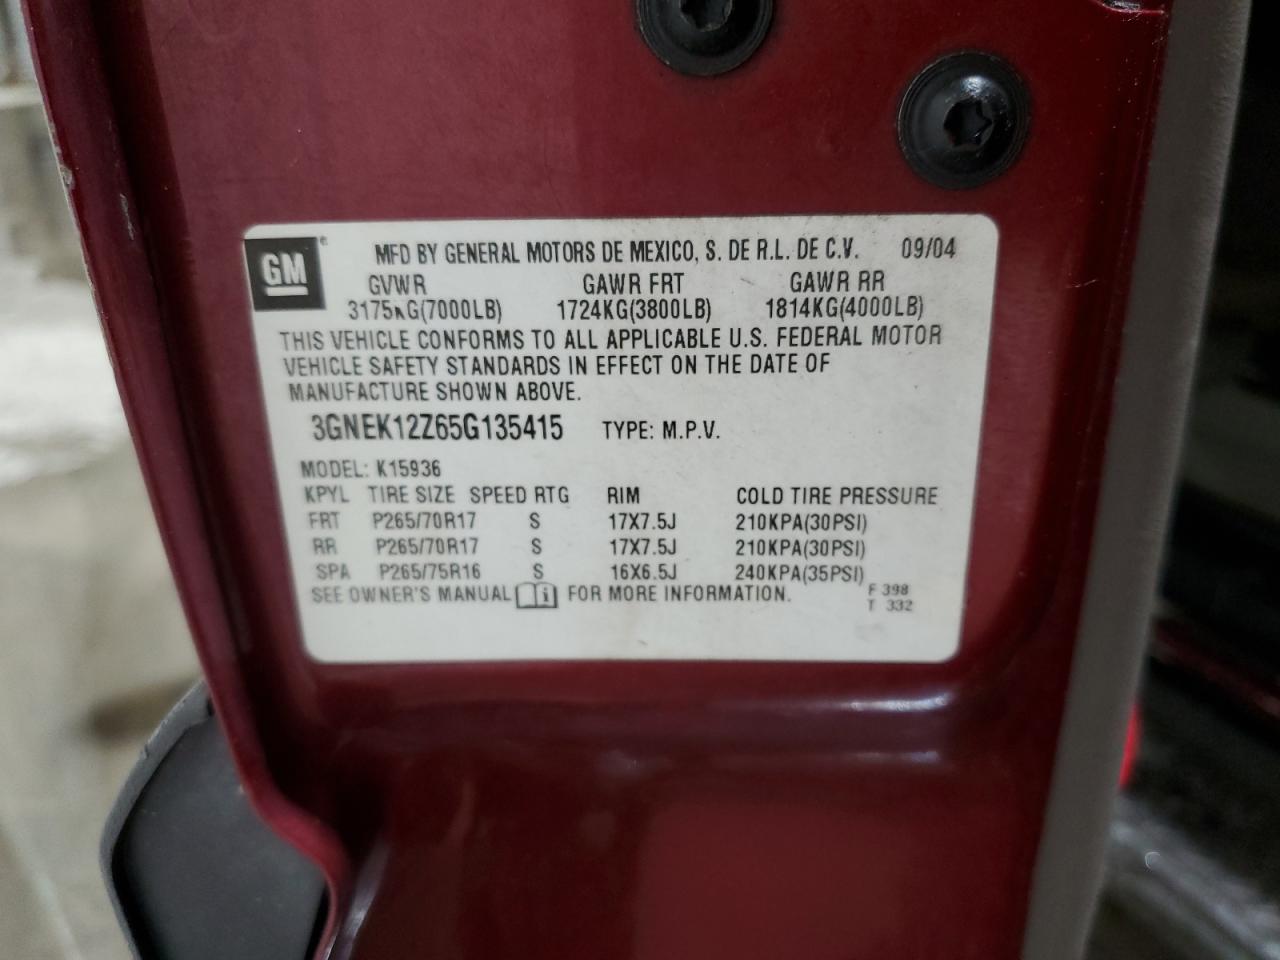 GM ® MFD BY GENERAL MOTORS DE MEXICO, S. DE R.L. DE C.V. 09/04
GVWR GAWR FRT GAWR RR
3175KG(7000LB) 1724KG(3800LB) 1814KG(4000LB)
THIS VEHICLE CONFORMS TO ALL APPLICABLE U.S. FEDERAL MOTOR
VEHICLE SAFETY STANDARDS IN EFFECT ON THE DATE OF
MANUFACTURE SHOWN ABOVE.
3GNEK12Z65G135415 TYPE: M.P.V.
MODEL: K15936
KPYL TIRE SIZE SPEED RTG RIM COLD TIRE PRESSURE
FRT P265/70R17 S 17X7.5J 210KPA(30PSI)
RR P265/70R17 S 17X7.5J 210KPA(30PSI)
SPA P265/75R16 S 16X6.5J 240KPA(35PSI)
SEE OWNER'S MANUAL i FOR MORE INFORMATION. F 398
T 332